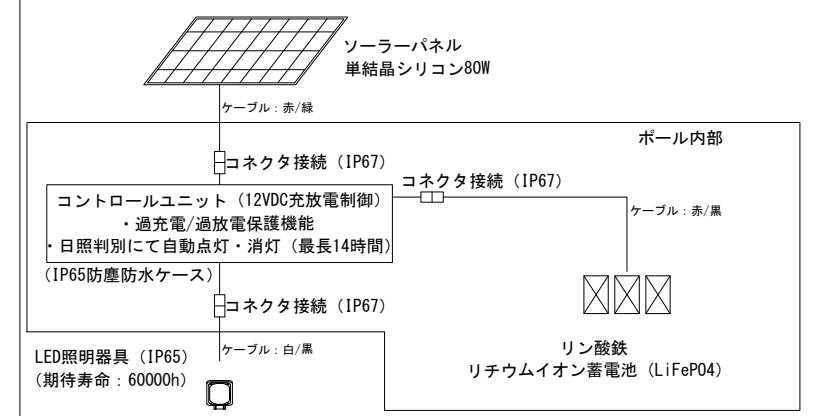 ソーラーパネル
単結晶シリコン80W
ケーブル：赤/緑
ポール内部
コネクタ接続（IP67）
コネクタ接続（IP67）
コントロールユニット（12VDC充放電制御）
・過充電/過放電保護機能
・日照判別にて自動点灯・消灯（最長14時間）
ケーブル：赤/黒
（IP65防塵防水ケース）
コネクタ接続（IP67）
ケーブル：白/黒
LED照明器具（IP65）
（期待寿命：60000h）
リン酸鉄
リチウムイオン蓄電池（LiFePO4）